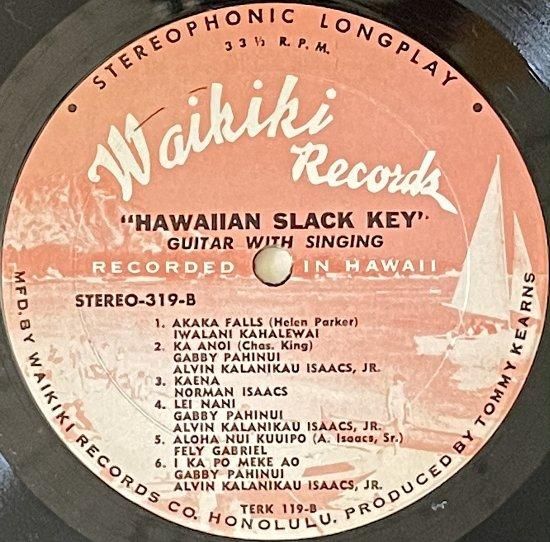 • STEREOPHONIC LONGPLAY •
33 1/3 R.P.M.
Waikiki
Records
"HAWAIIAN SLACK KEY"
GUITAR WITH SINGING
RECORDED IN HAWAII
STEREO-319-B
1. AKAKA FALLS (Helen Parker)
IWALANI KAHALEWAI
2. KA ANOI (Chas. King)
GABBY PAHINUI
ALVIN KALANIKAU ISAACS, JR.
3. KAENA
NORMAN ISAACS
4. LEI NANI
GABBY PAHINUI
ALVIN KALANIKAU ISAACS, JR.
5. ALOHA NUI KUUIPO (A. Isaacs, Sr.)
FELY GABRIEL
6. I KA PO MEKE AO
GABBY PAHINUI
ALVIN KALANIKAU ISAACS, JR.
TERK 119-B
MFD. BY WAIKIKI RECORDS CO. HONOLULU. PRODUCED BY TOMMY KEARNS